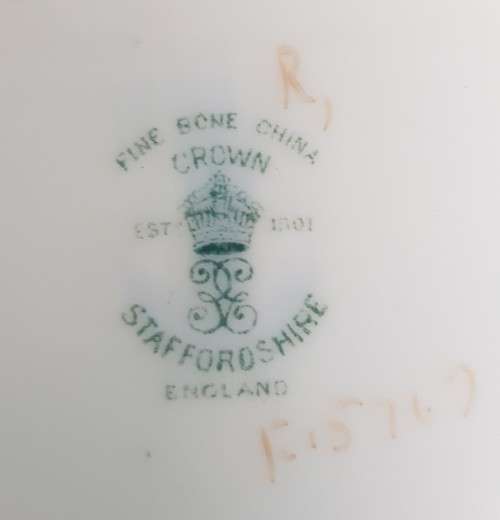 R,
FINE BONE CHINA
CROWN
EST 1801
STAFFORDSHIRE
ENGLAND